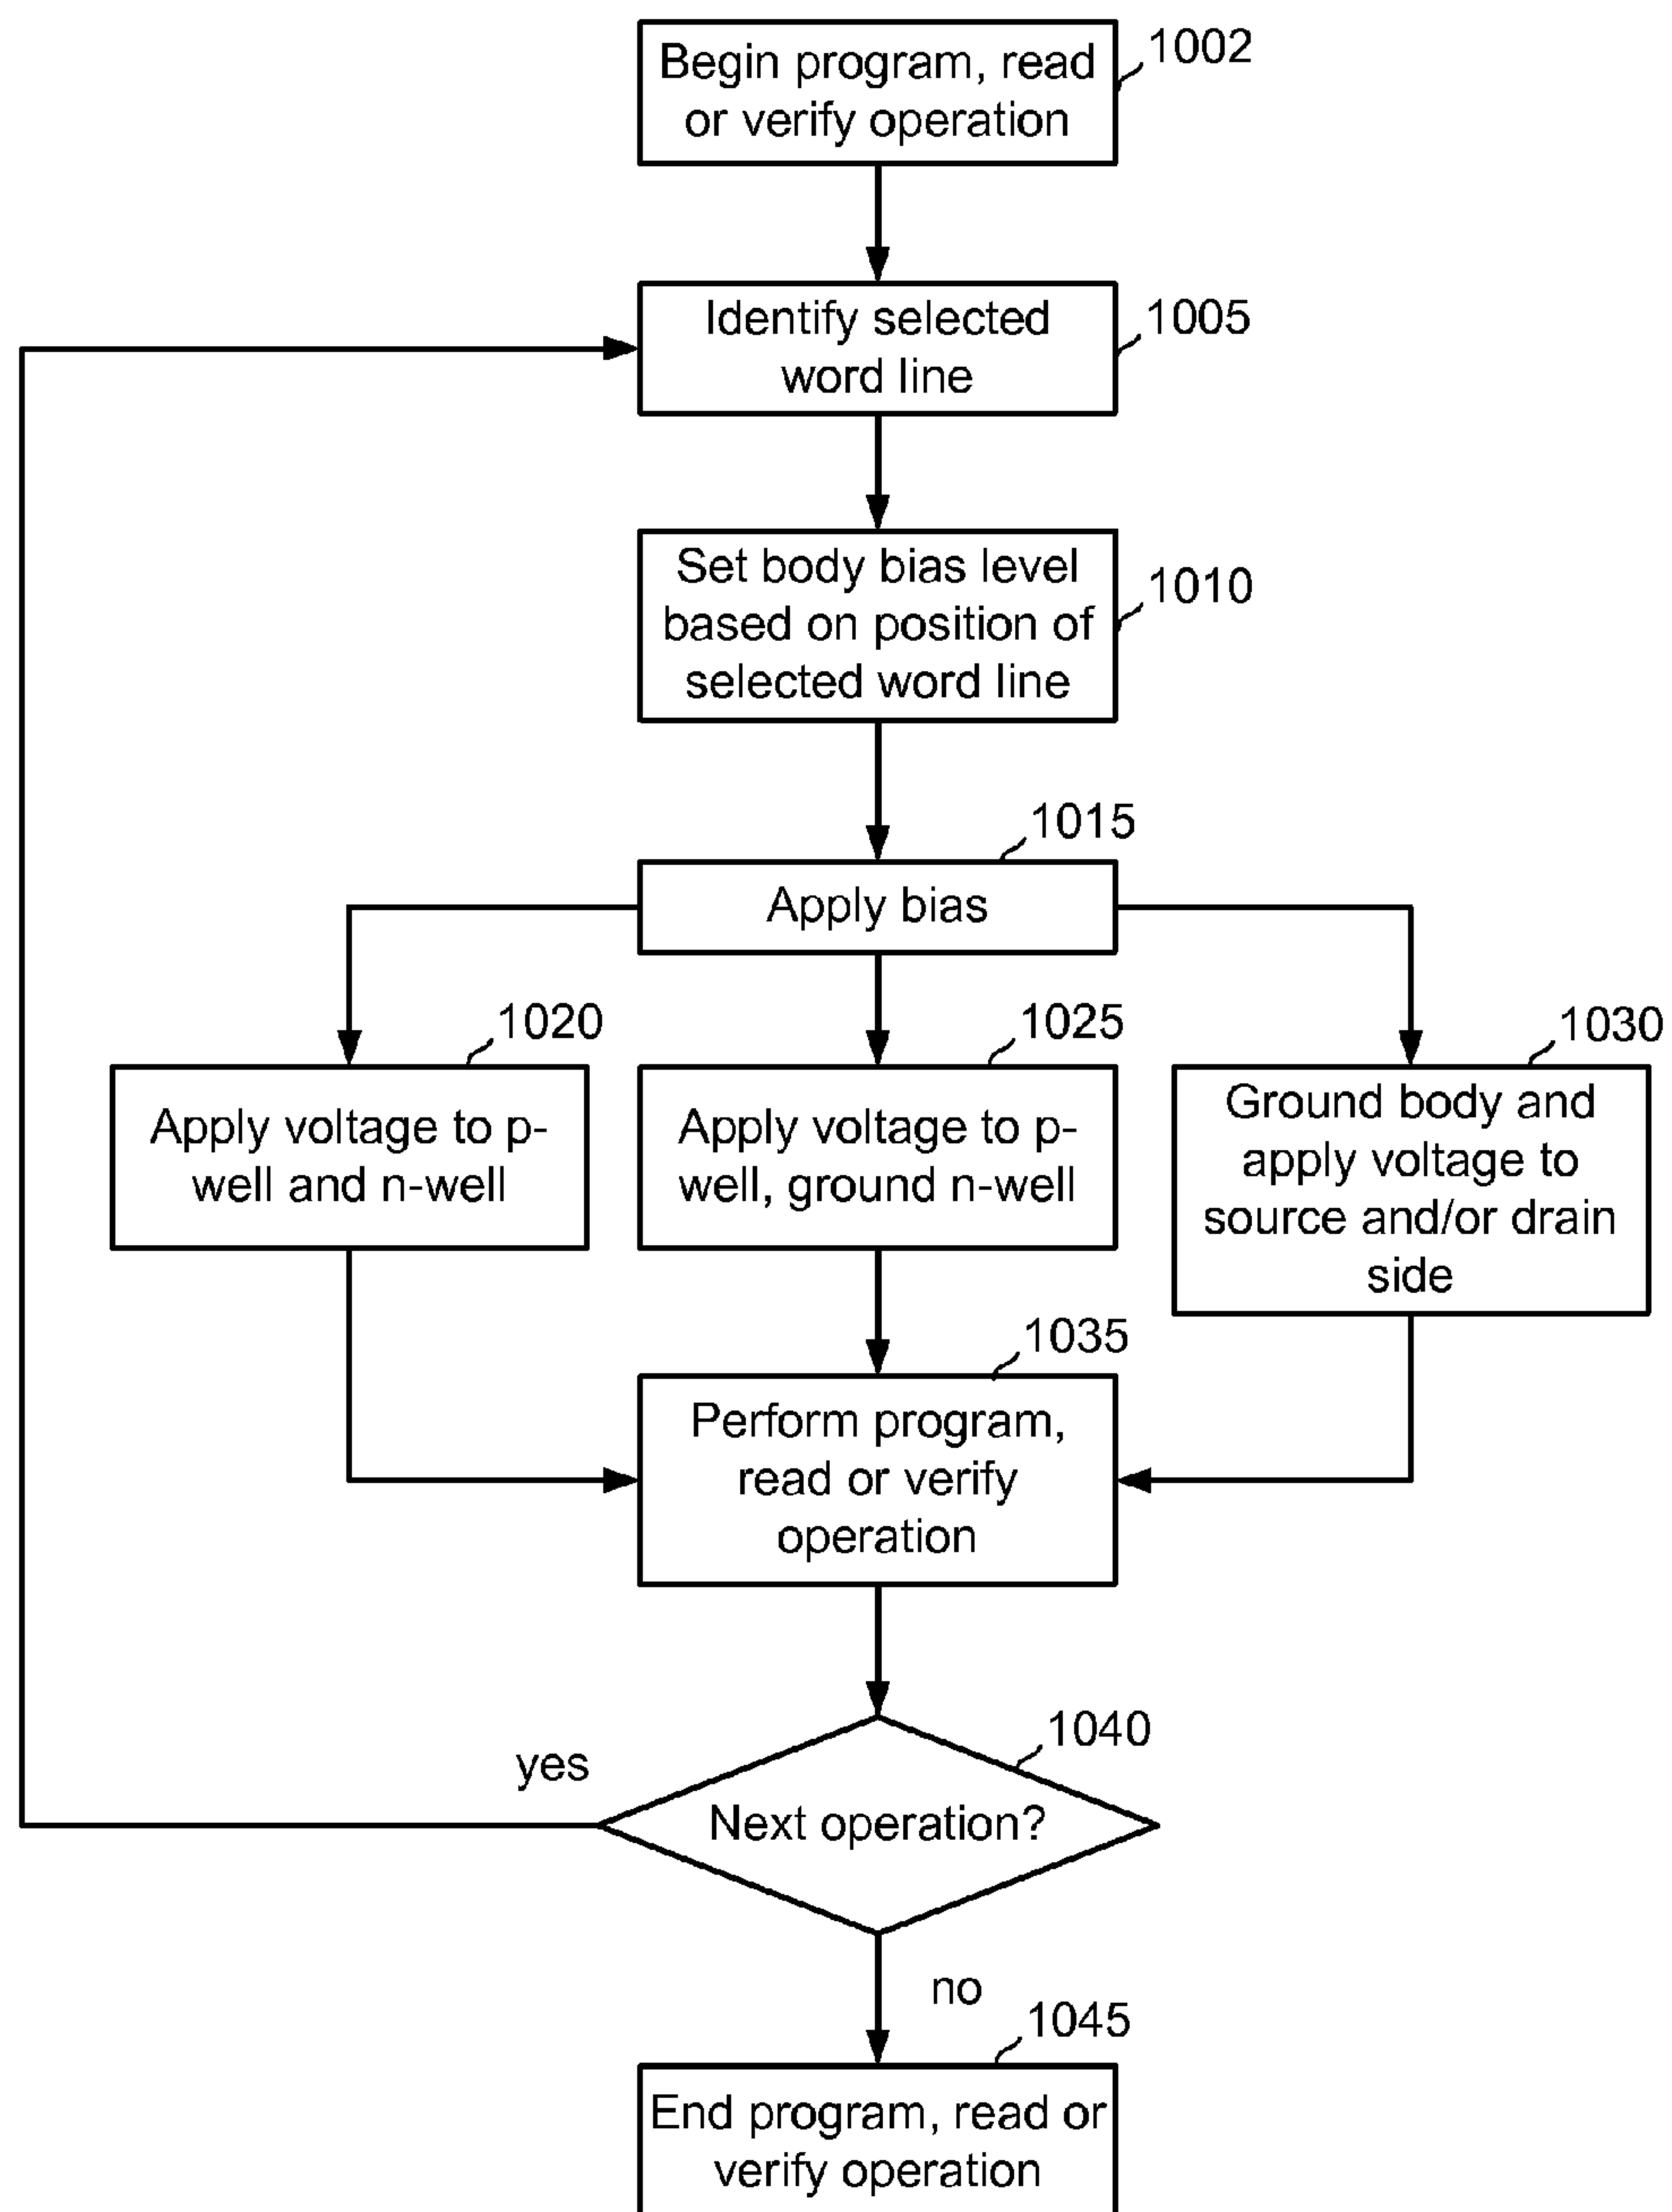 Begin program, read
or verify operation
1002
Identify selected
word line
1005
Set body bias level
based on position of
selected word line
1010
1015
Apply bias
1020
Apply voltage to p-
well and n-well
1025
Apply voltage to p-
well, ground n-well
1030
Ground body and
apply voltage to
source and/or drain
side
1035
Perform program,
read or verify
operation
1040
yes
Next operation?
no
1045
End program, read or
verify operation